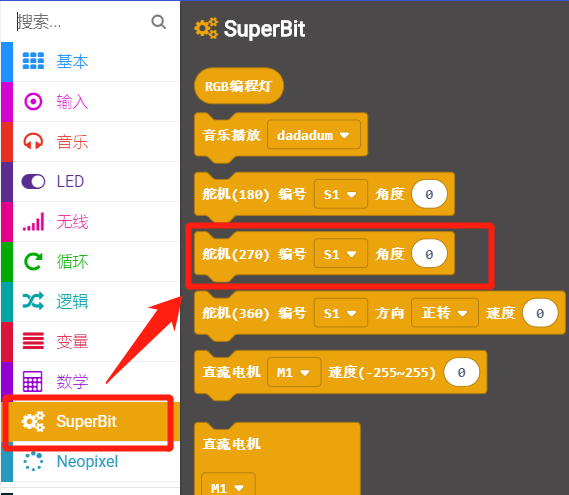 搜索...
基本
输入
音乐
LED
无线
循环
逻辑
变量
数学
SuperBit
Neopixel
SuperBit
RGB编程灯
音乐播放 dadadum
舵机(180) 编号 S1 角度 0
舵机(270) 编号 S1 角度 0
舵机(360) 编号 S1 方向 正转 速度 0
直流电机 M1 速度(-255~255) 0
直流电机
M1